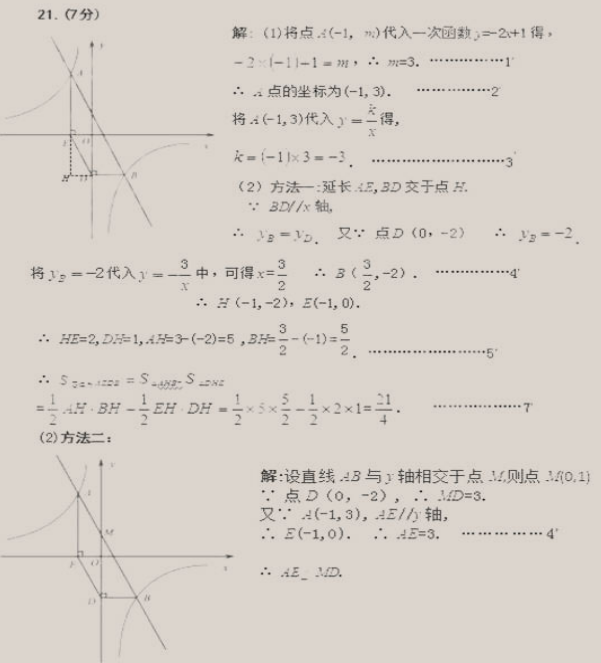 21. (7分)
解: (1)将点A(-1, m)代入一次函数y=-2x+1得,
-2×(-1)-1=m, ∴ m=3. ……………1'
∴ A点的坐标为(-1, 3). ……………2'
将A(-1, 3)代入 y=k/x 得,
k=(-1)×3=-3. ……………………3'
(2) 方法一:延长AE,BD交于点H.
∵ BD//x轴,
∴ y_B=y_D. 又∵ 点D(0,-2) ∴ y_B=-2.
将y_B=-2代入y=-3/x中,可得x=3/2 ∴ B(3/2,-2). ……………4'
∴ H(-1,-2), E(-1,0).
∴ HE=2,DH=1,AH=3-(-2)=5 ,BH=3/2-(-1)=5/2. ……………………5'
=1/2 AH·BH-1/2 EH·DH=1/2×5×5/2-1/2×2×1=21/4. ………………7'
(2)方法二:
解:设直线AB与y轴相交于点M,则点M(0,1)
∵ 点D(0, -2), ∴ MD=3.
又∵ A(-1,3), AE//y轴,
∴ E(-1,0). ∴ AE=3. ……………4'
∴ AE MD.
A
y
E
O
x
H
D
B
A
y
M
E
O
x
D
B